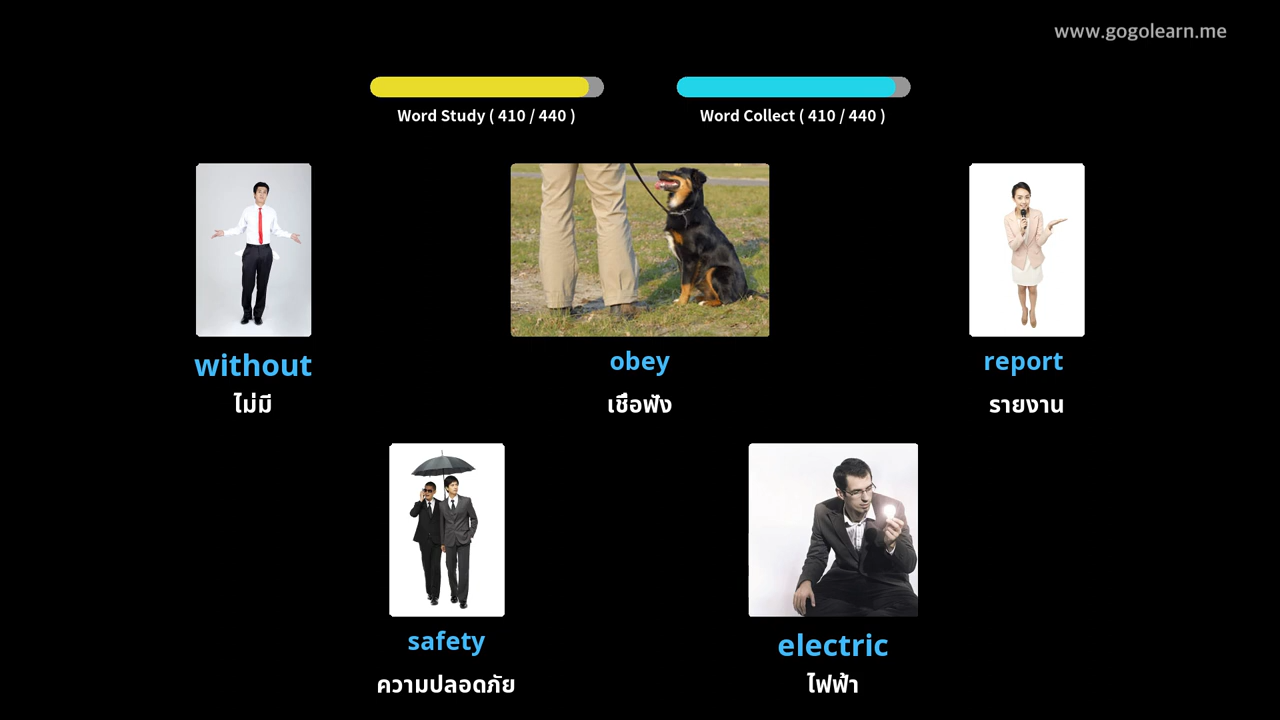 www.gogolearn.me
Word Study ( 410 / 440 )
Word Collect ( 410 / 440 )
without
ไม่มี
obey
เชื่อฟัง
report
รายงาน
safety
ความปลอดภัย
electric
ไฟฟ้า